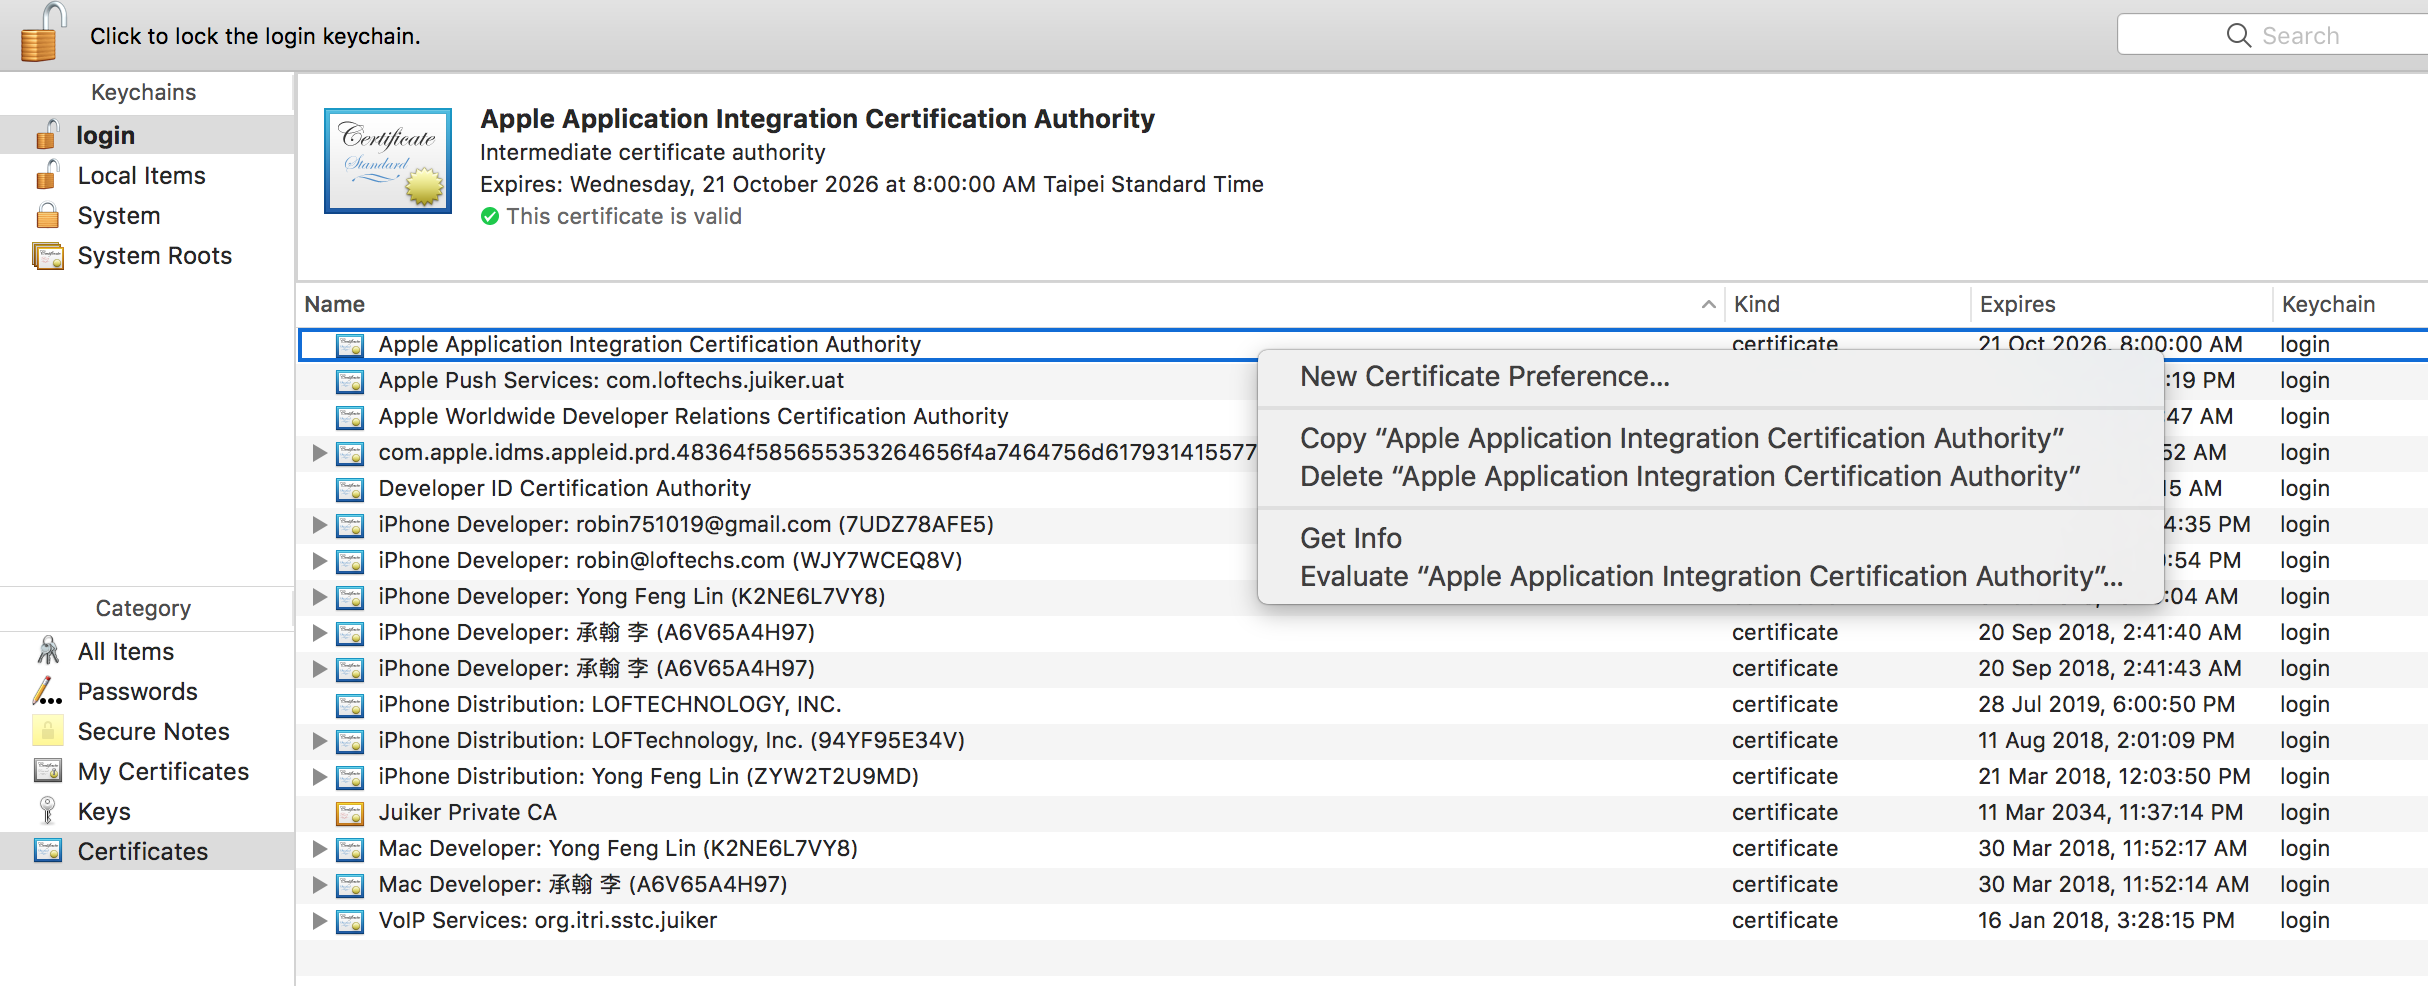 Click to lock the login keychain.
Search
Keychains
login
Local Items
System
System Roots
Category
All Items
Passwords
Secure Notes
My Certificates
Keys
Certificates
Certificate
Standard
Apple Application Integration Certification Authority
Intermediate certificate authority
Expires: Wednesday, 21 October 2026 at 8:00:00 AM Taipei Standard Time
This certificate is valid
Name Kind Expires Keychain
Apple Application Integration Certification Authority certificate 21 Oct 2026, 8:00:00 AM login
Apple Push Services: com.loftechs.juiker.uat :19 PM login
Apple Worldwide Developer Relations Certification Authority :47 AM login
com.apple.idms.appleid.prd.48364f585655353264656f4a7464756d617931415577 52 AM login
Developer ID Certification Authority 15 AM login
iPhone Developer: robin751019@gmail.com (7UDZ78AFE5) 4:35 PM login
iPhone Developer: robin@loftechs.com (WJY7WCEQ8V) :54 PM login
iPhone Developer: Yong Feng Lin (K2NE6L7VY8) :04 AM login
iPhone Developer: 承翰 李 (A6V65A4H97) certificate 20 Sep 2018, 2:41:40 AM login
iPhone Developer: 承翰 李 (A6V65A4H97) certificate 20 Sep 2018, 2:41:43 AM login
iPhone Distribution: LOFTECHNOLOGY, INC. certificate 28 Jul 2019, 6:00:50 PM login
iPhone Distribution: LOFTechnology, Inc. (94YF95E34V) certificate 11 Aug 2018, 2:01:09 PM login
iPhone Distribution: Yong Feng Lin (ZYW2T2U9MD) certificate 21 Mar 2018, 12:03:50 PM login
Juiker Private CA certificate 11 Mar 2034, 11:37:14 PM login
Mac Developer: Yong Feng Lin (K2NE6L7VY8) certificate 30 Mar 2018, 11:52:17 AM login
Mac Developer: 承翰 李 (A6V65A4H97) certificate 30 Mar 2018, 11:52:14 AM login
VoIP Services: org.itri.sstc.juiker certificate 16 Jan 2018, 3:28:15 PM login
New Certificate Preference...
Copy “Apple Application Integration Certification Authority”
Delete “Apple Application Integration Certification Authority”
Get Info
Evaluate “Apple Application Integration Certification Authority”...